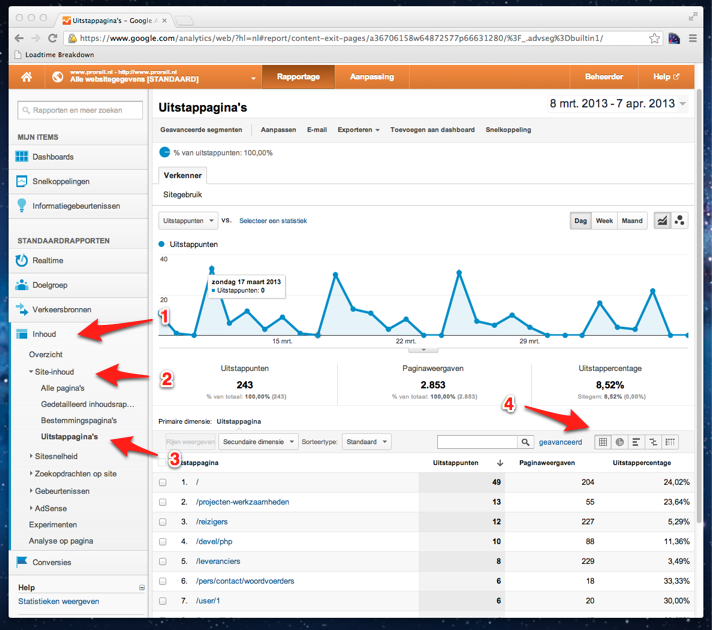 Uitstappagina's – Google A
https://www.google.com/analytics/web/?hl=nl#report/content-exit-pages/a36706158w64872577p66631280/%3F_.advseg%3Dbuiltin1/
Loadtime Breakdown
www.prorail.nl - http://www.prorail.nl
Alle websitegegevens [STANDAARD]
Rapportage
Aanpassing
Beheerder
Help
Rapporten en meer zoeken
MIJN ITEMS
Dashboards
Snelkoppelingen
Informatiegebeurtenissen
STANDAARDRAPPORTEN
Realtime
Doelgroep
Verkeersbronnen
Inhoud
Overzicht
Site-inhoud
Alle pagina's
Gedetailleerd inhoudsrap...
Bestemmingspagina's
Uitstappagina's
Sitesnelheid
Zoekopdrachten op site
Gebeurtenissen
AdSense
Experimenten
Analyse op pagina
Conversies
Help
Statistieken weergeven
1
2
3
4
Uitstappagina's
8 mrt. 2013 - 7 apr. 2013
Geavanceerde segmenten
Aanpassen
E-mail
Exporteren
Toevoegen aan dashboard
Snelkoppeling
% van uitstappunten: 100,00%
Verkenner
Sitegebruik
Uitstappunten
VS.
Selecteer een statistiek
Dag
Week
Maand
Uitstappunten
40
20
zondag 17 maart 2013
Uitstappunten: 0
15 mrt.
22 mrt.
29 mrt.
Uitstappunten
243
% van totaal: 100,00% (243)
Paginaweergaven
2.853
% van totaal: 100,00% (2.853)
Uitstappercentage
8,52%
Sitegem: 8,52% (0,00%)
Primaire dimensie: Uitstappagina
Rijen weergeven
Secundaire dimensie
Sorteertype:
Standaard
geavanceerd
Uitstappunten
Paginaweergaven
Uitstappercentage
1. / 49 204 24,02%
2. /projecten-werkzaamheden 13 55 23,64%
3. /reizigers 12 227 5,29%
4. /devel/php 10 88 11,36%
5. /leveranciers 8 229 3,49%
6. /pers/contact/woordvoerders 6 18 33,33%
7. /user/1 6 20 30,00%